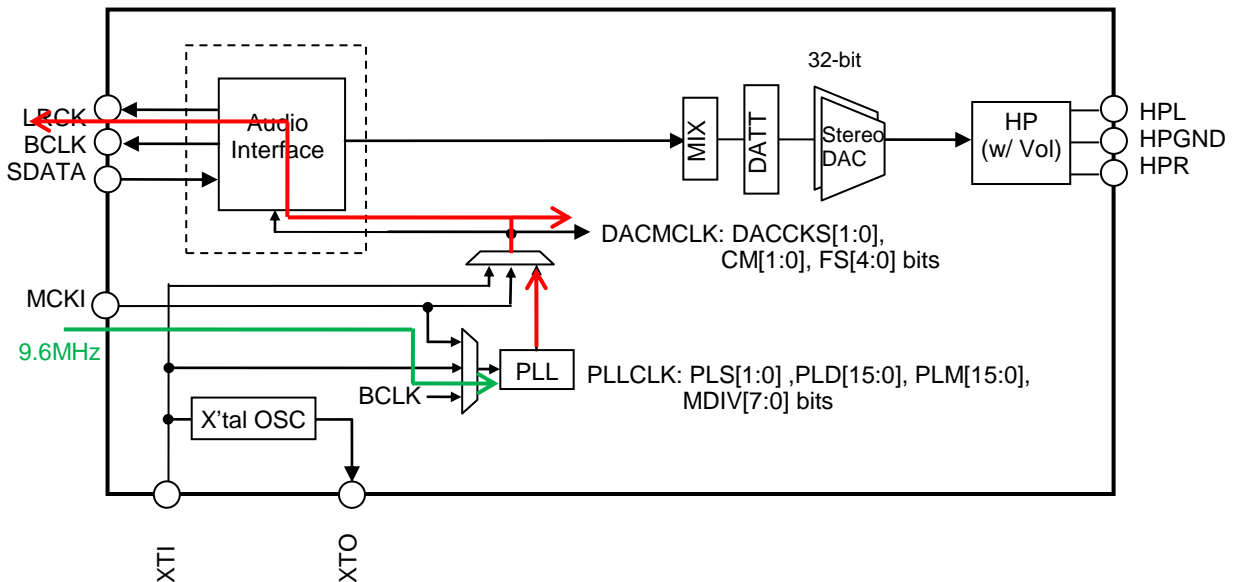 32-bit
LRCK
BCLK
SDATA
Audio
Interface
MIX
DATT
Stereo
DAC
HP
(w/ Vol)
HPL
HPGND
HPR
DACMCLK: DACCKS[1:0],
CM[1:0], FS[4:0] bits
MCKI
9.6MHz
BCLK
PLL
PLLCLK: PLS[1:0] ,PLD[15:0], PLM[15:0],
MDIV[7:0] bits
X'tal OSC
XTI
XTO